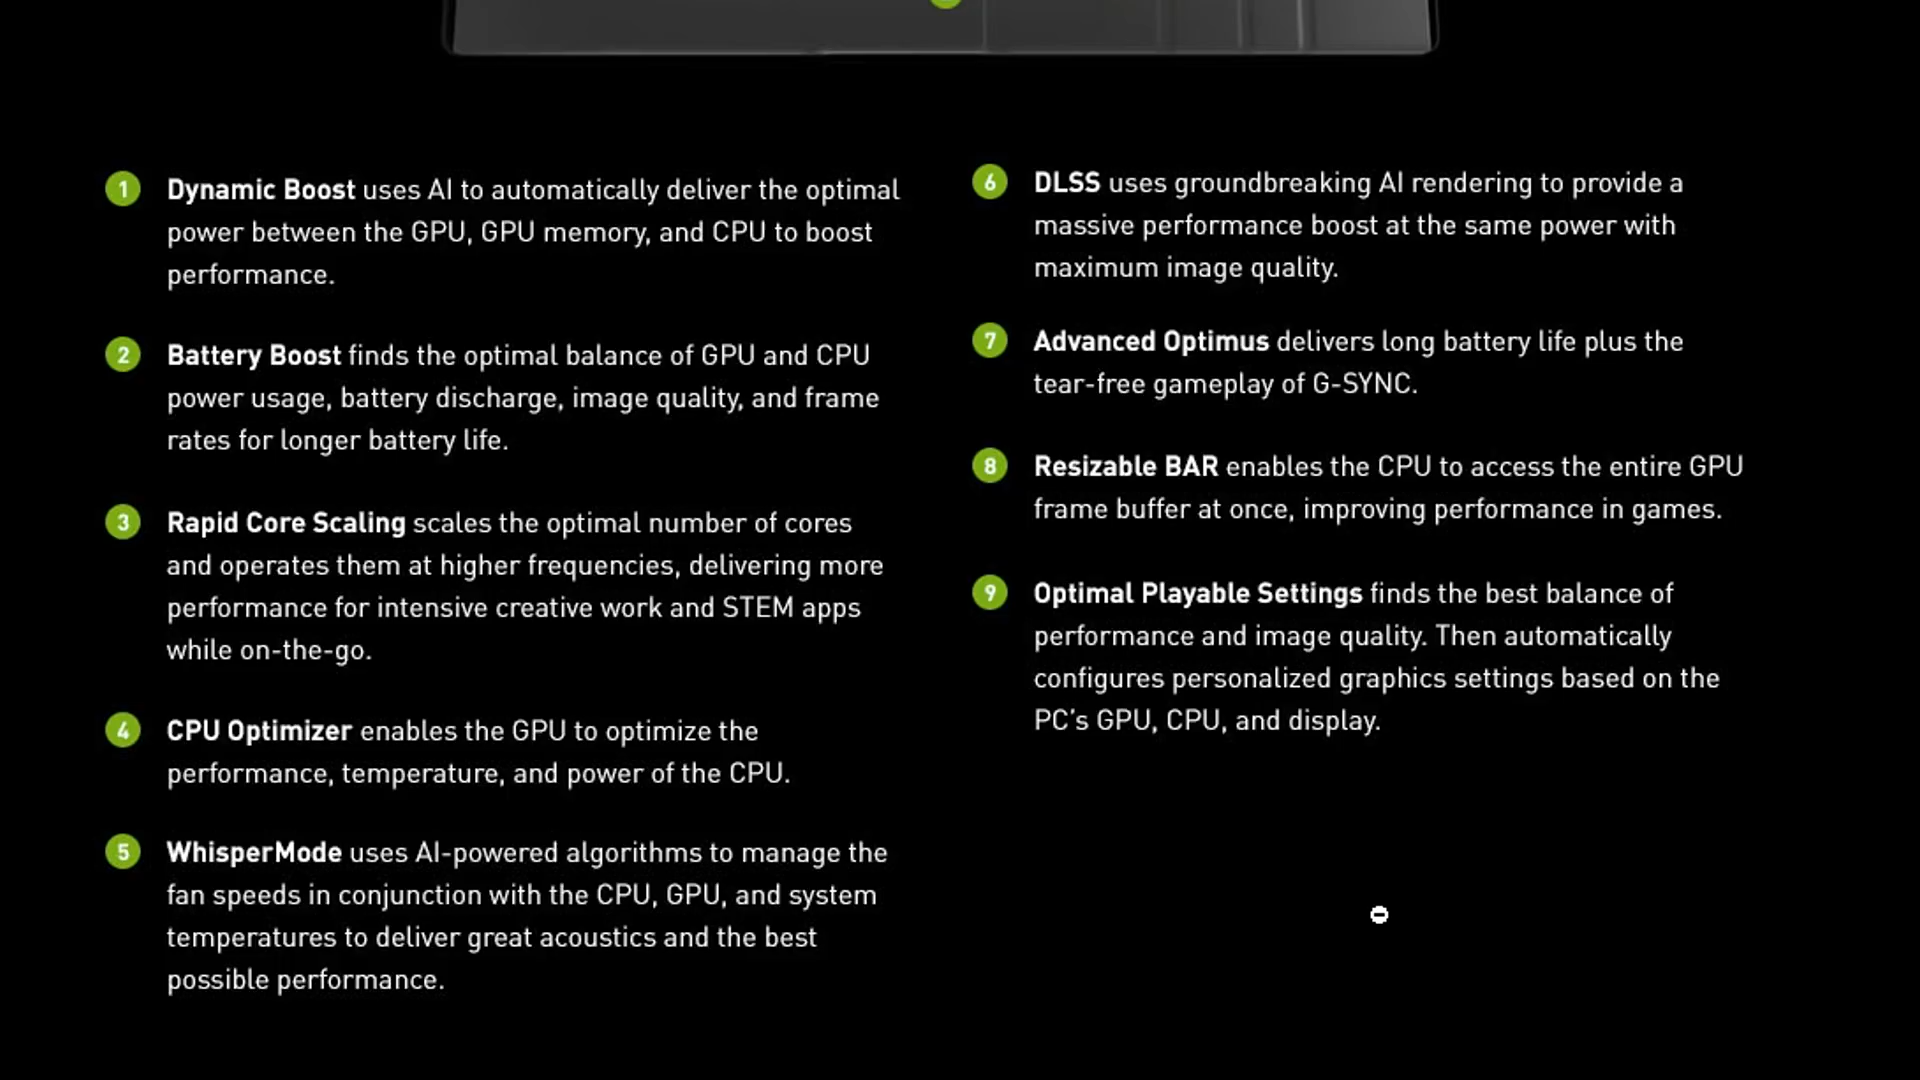 1 Dynamic Boost uses AI to automatically deliver the optimal
power between the GPU, GPU memory, and CPU to boost
performance.
2 Battery Boost finds the optimal balance of GPU and CPU
power usage, battery discharge, image quality, and frame
rates for longer battery life.
3 Rapid Core Scaling scales the optimal number of cores
and operates them at higher frequencies, delivering more
performance for intensive creative work and STEM apps
while on-the-go.
4 CPU Optimizer enables the GPU to optimize the
performance, temperature, and power of the CPU.
5 WhisperMode uses AI-powered algorithms to manage the
fan speeds in conjunction with the CPU, GPU, and system
temperatures to deliver great acoustics and the best
possible performance.
6 DLSS uses groundbreaking AI rendering to provide a
massive performance boost at the same power with
maximum image quality.
7 Advanced Optimus delivers long battery life plus the
tear-free gameplay of G-SYNC.
8 Resizable BAR enables the CPU to access the entire GPU
frame buffer at once, improving performance in games.
9 Optimal Playable Settings finds the best balance of
performance and image quality. Then automatically
configures personalized graphics settings based on the
PC’s GPU, CPU, and display.